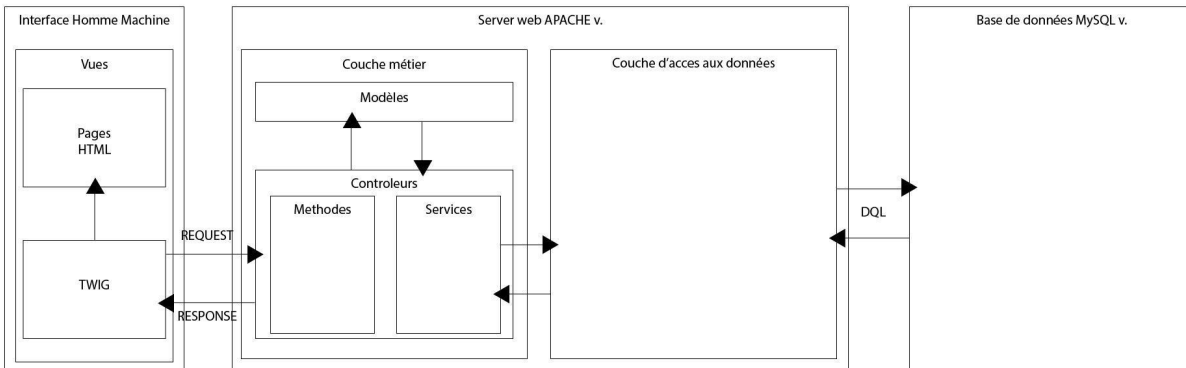 Interface Homme Machine
Vues
Pages
HTML
TWIG
REQUEST
RESPONSE
Server web APACHE v.
Couche métier
Modèles
Controleurs
Methodes
Services
Couche d'acces aux données
DQL
Base de données MySQL v.